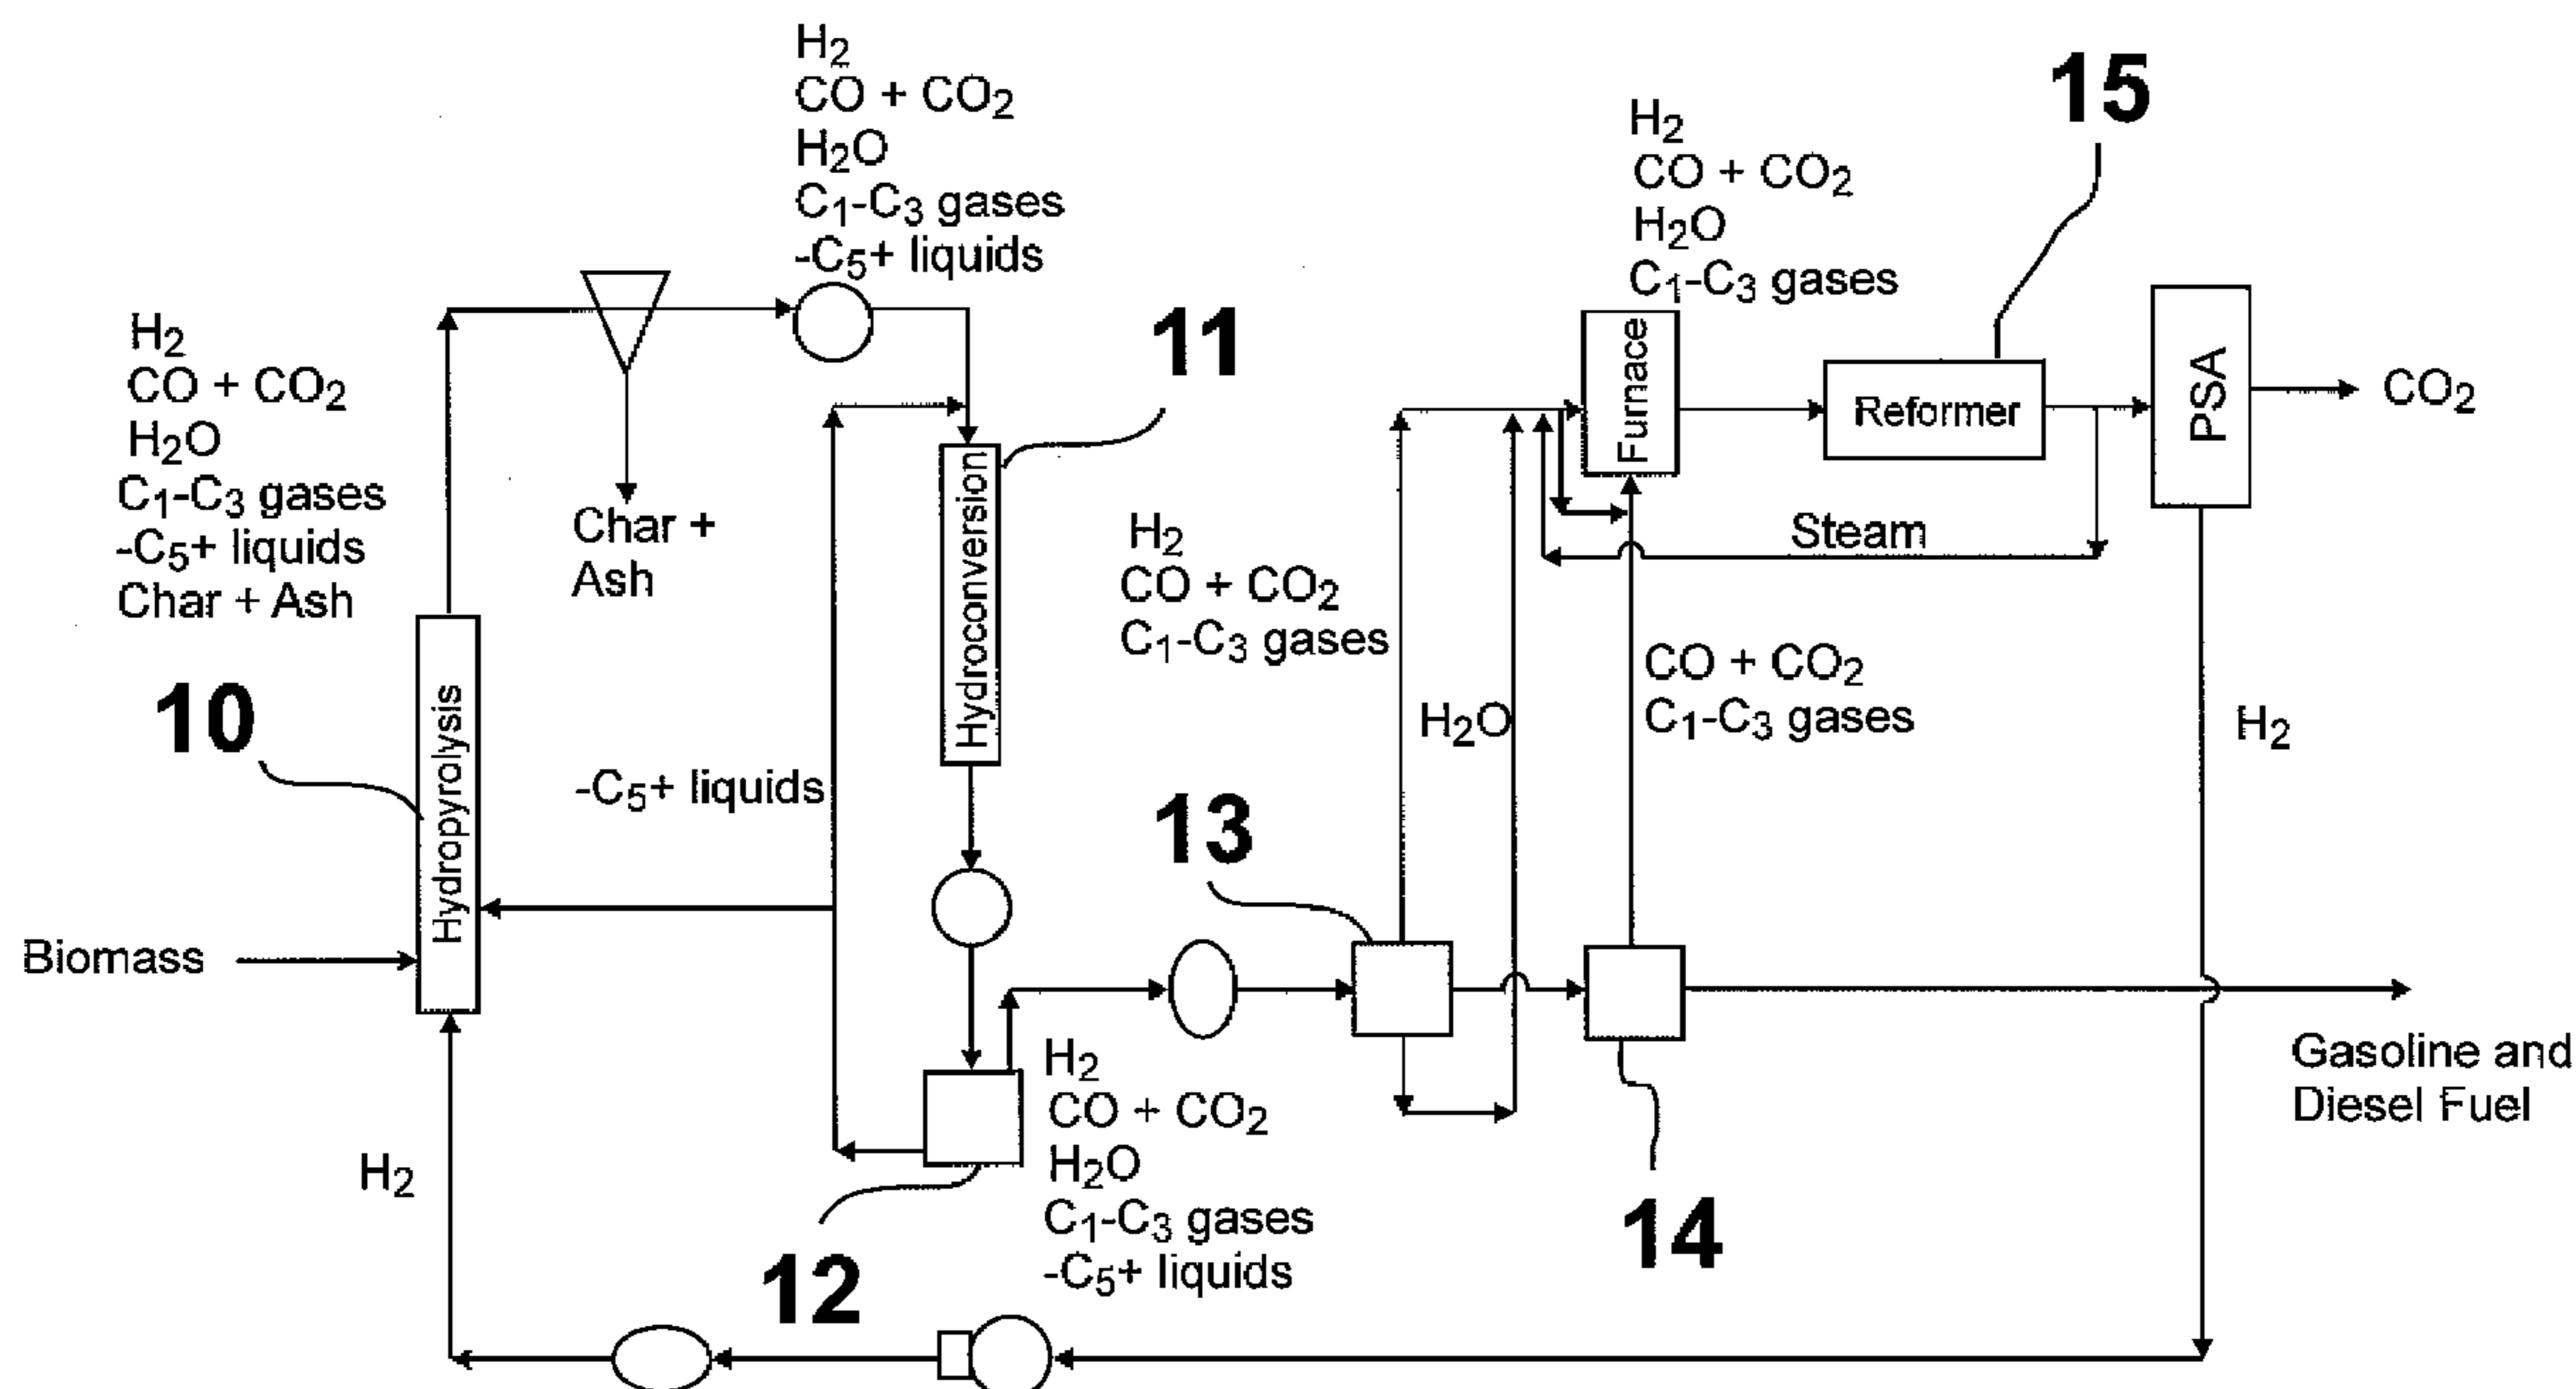 H₂
CO + CO₂
H₂O
C₁-C₃ gases
-C₅+ liquids
15
H₂
CO + CO₂
H₂O
C₁-C₃ gases
H₂
CO + CO₂
H₂O
C₁-C₃ gases
-C₅+ liquids
Char + Ash
Char +
Ash
11
Furnace
Reformer
PSA
CO₂
Hydroconversion
H₂
CO + CO₂
C₁-C₃ gases
Steam
10
Hydropyrolysis
-C₅+ liquids
H₂O
CO + CO₂
C₁-C₃ gases
H₂
13
Biomass
H₂
CO + CO₂
H₂O
C₁-C₃ gases
-C₅+ liquids
Gasoline and
Diesel Fuel
H₂
12
14